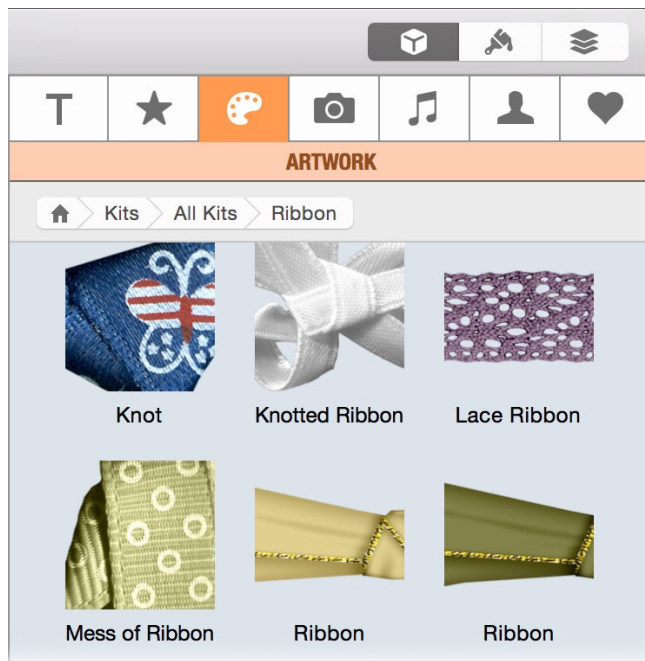 T
ARTWORK
Kits All Kits Ribbon
Knot Knotted Ribbon Lace Ribbon
Mess of Ribbon Ribbon Ribbon